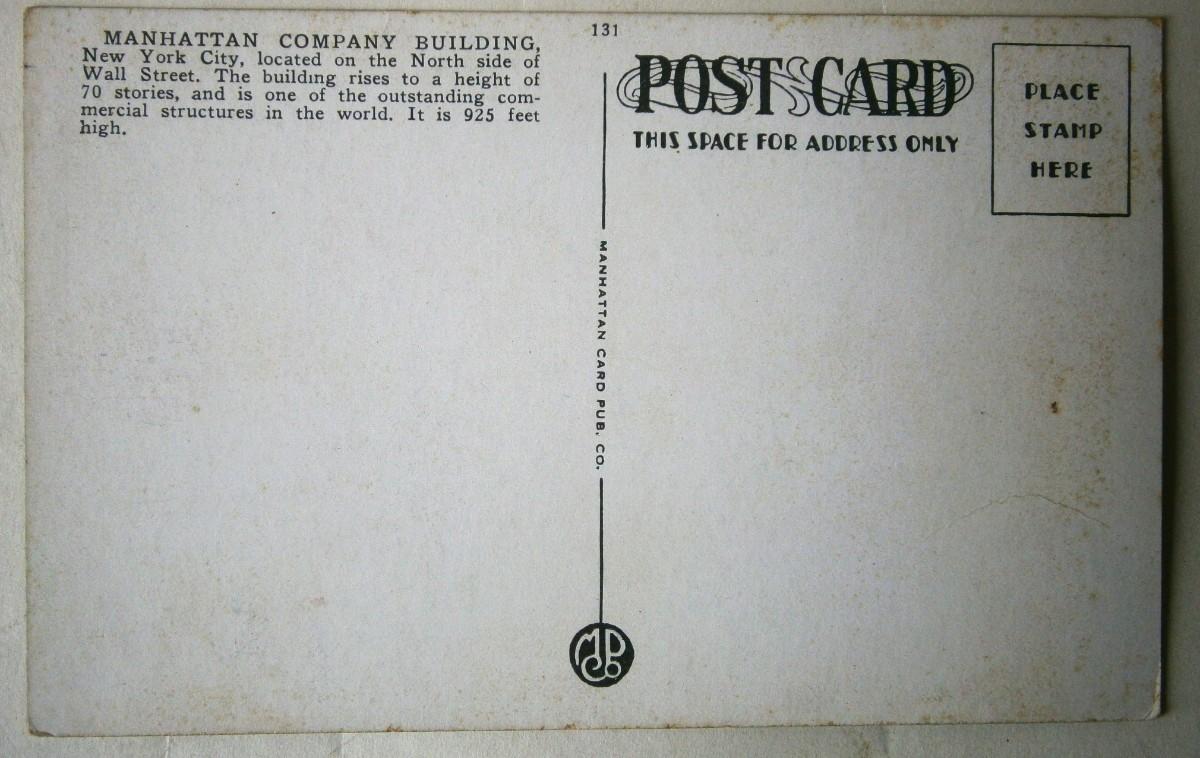 MANHATTAN COMPANY BUILDING,
New York City, located on the North side of
Wall Street. The building rises to a height of
70 stories, and is one of the outstanding com-
mercial structures in the world. It is 925 feet
high.
131
POST CARD
THIS SPACE FOR ADDRESS ONLY
PLACE
STAMP
HERE
MANHATTAN CARD PUB. CO.